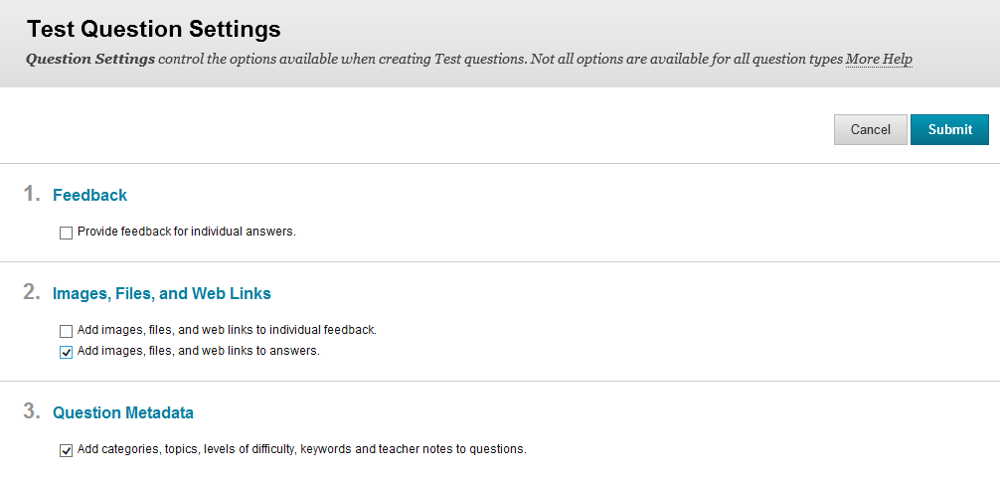 Test Question Settings
Question Settings control the options available when creating Test questions. Not all options are available for all question types More Help
Cancel Submit
1. Feedback
Provide feedback for individual answers.
2. Images, Files, and Web Links
Add images, files, and web links to individual feedback.
Add images, files, and web links to answers.
3. Question Metadata
Add categories, topics, levels of difficulty, keywords and teacher notes to questions.